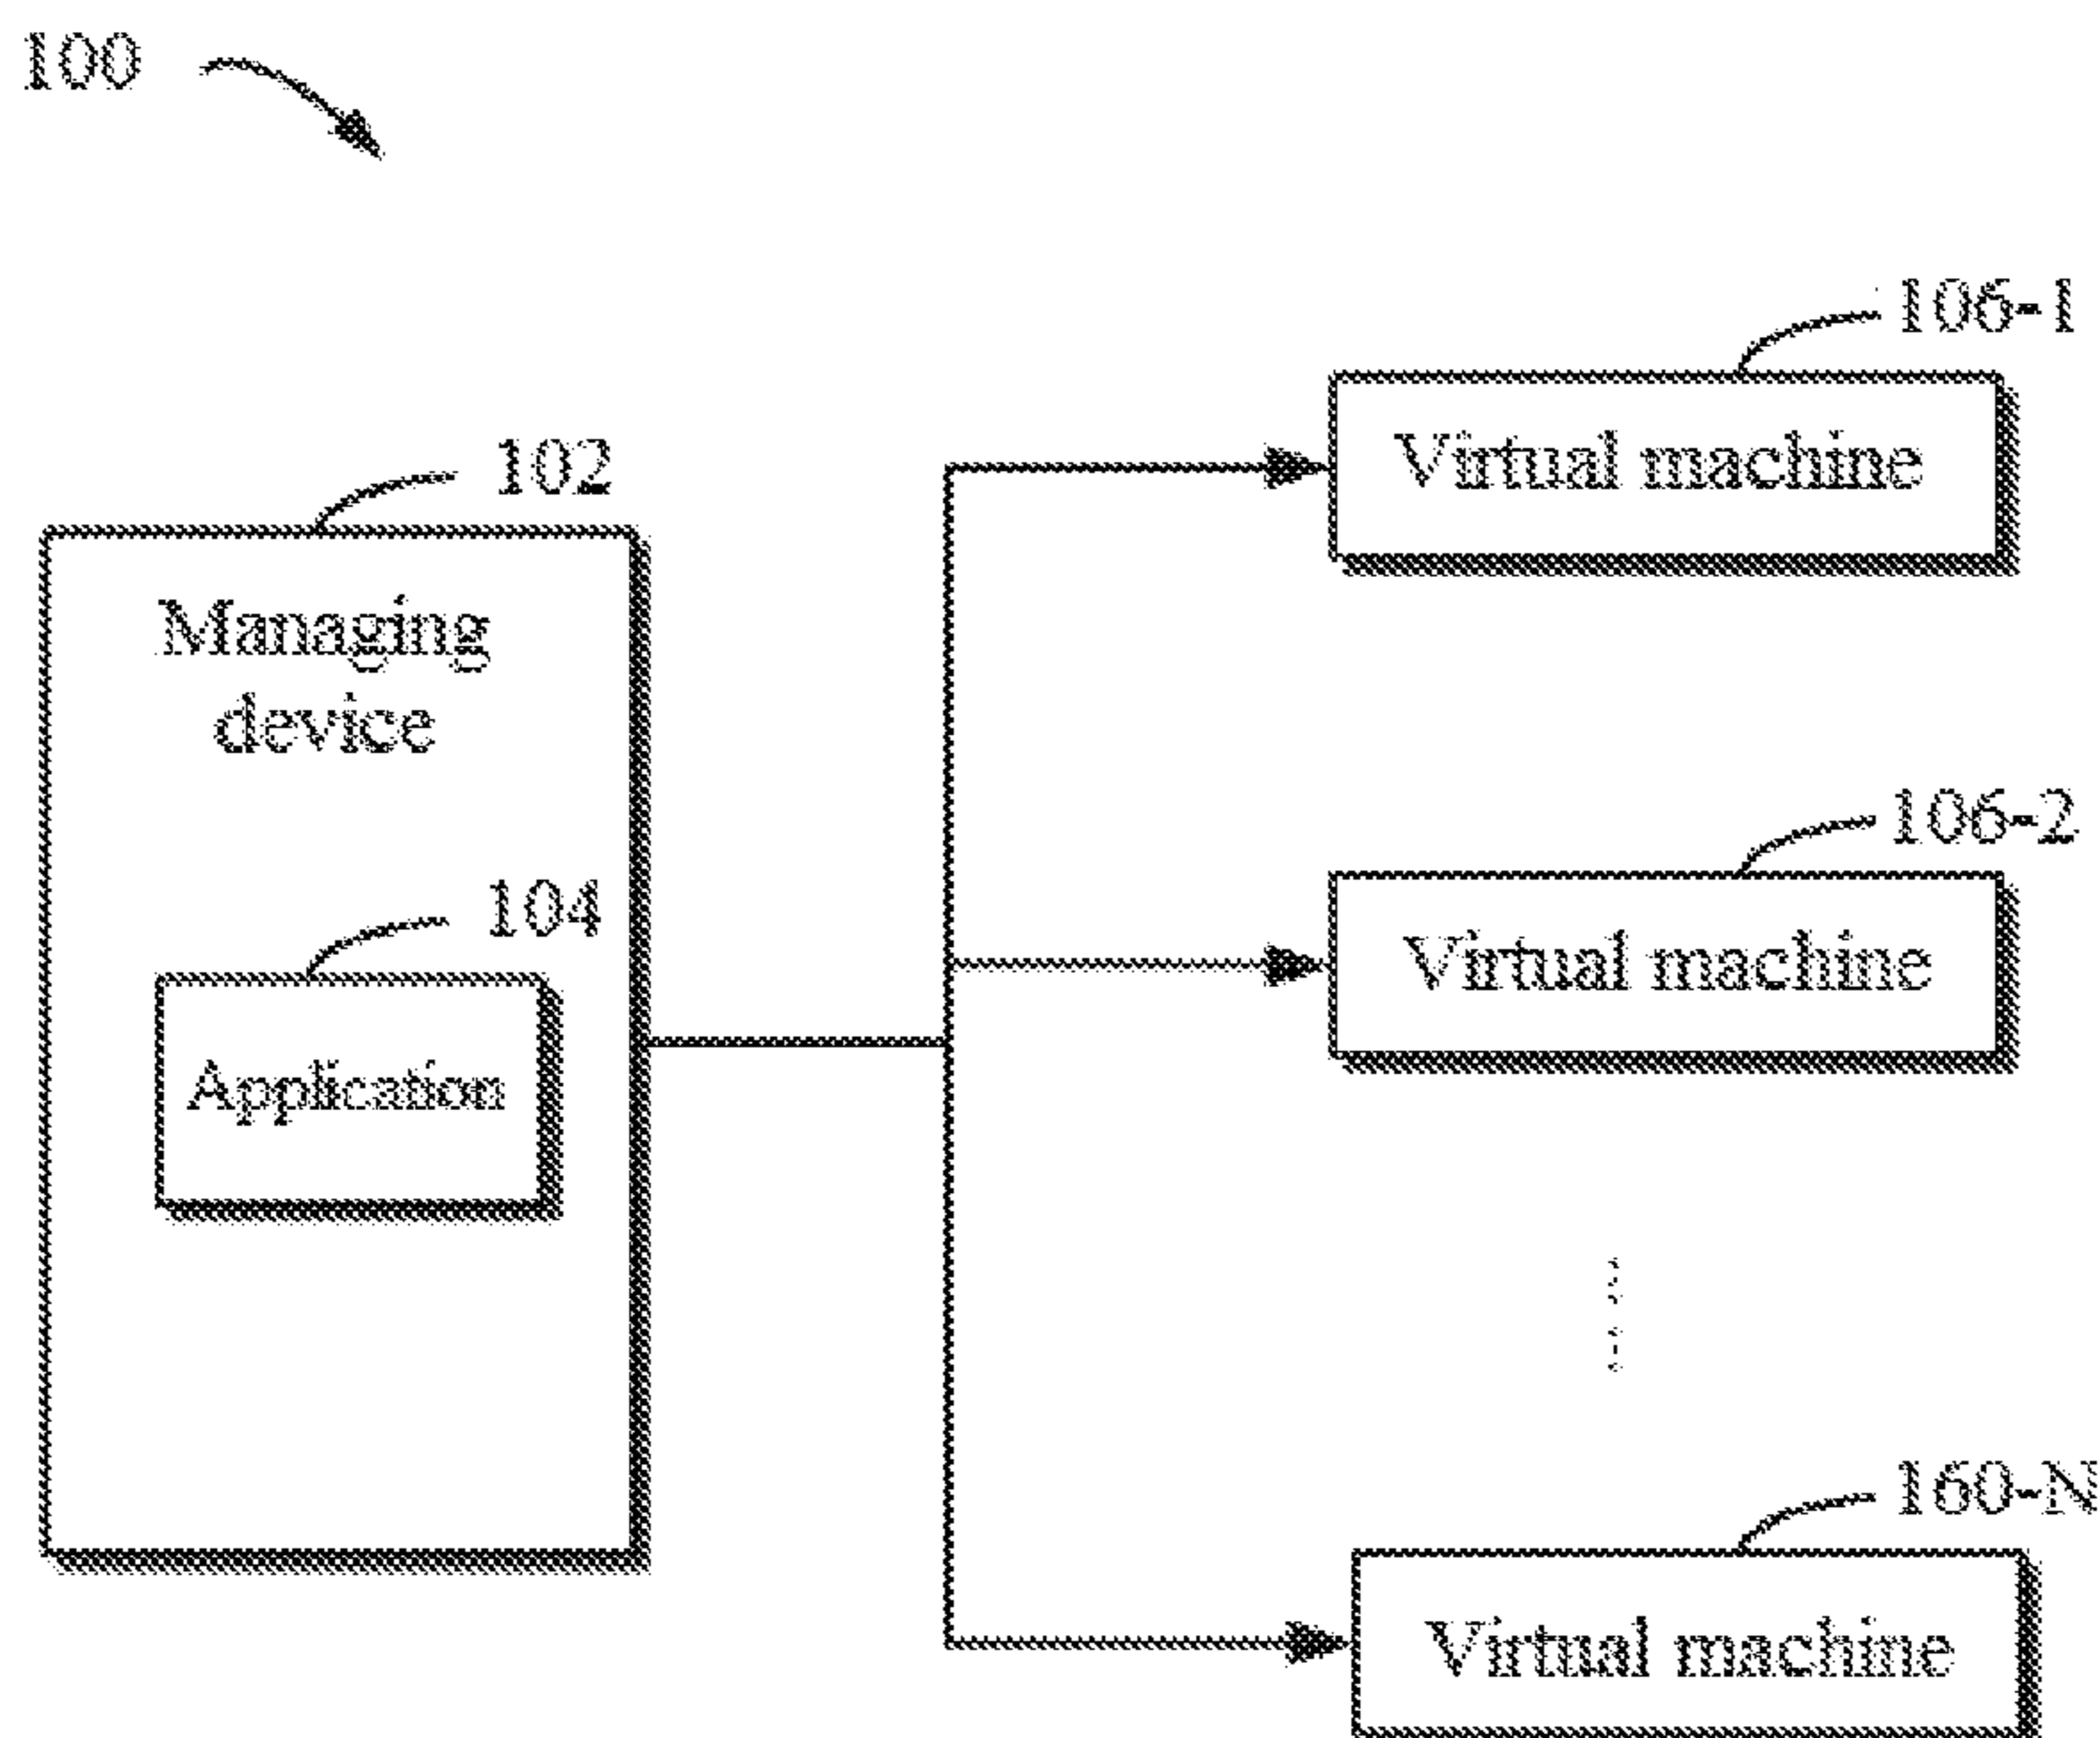 100
106-1
Virtual machine
102
Managing
device
106-2
Virtual machine
104
Application
160-N
Virtual machine